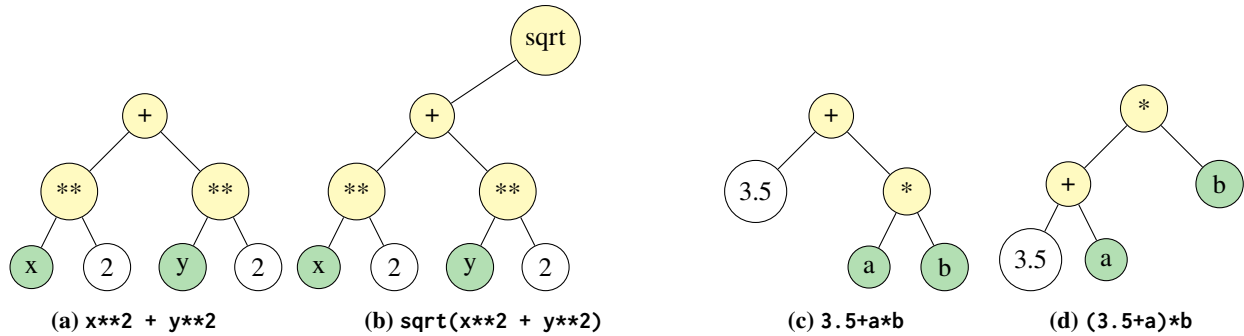 sqrt
+
**
**
x
2
y
2
(a) x**2 + y**2
+
**
**
x
2
y
2
(b) sqrt(x**2 + y**2)
+
3.5
*
a
b
(c) 3.5+a*b
*
+
b
3.5
a
(d) (3.5+a)*b